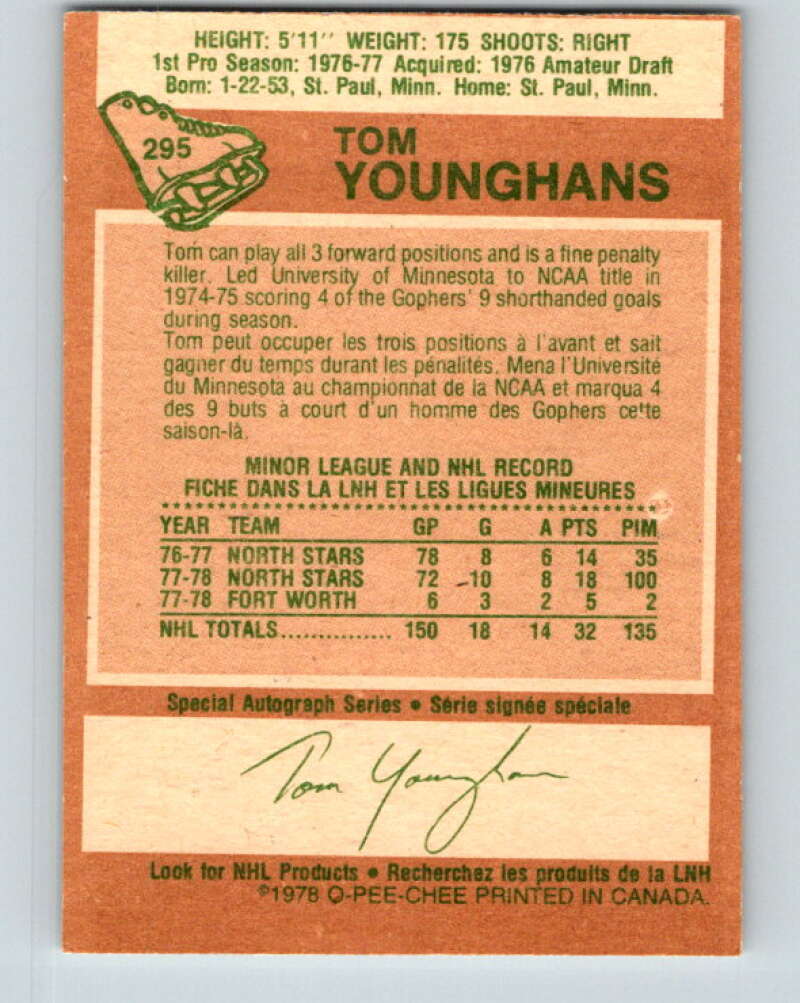 HEIGHT: 5'11" WEIGHT: 175 SHOOTS: RIGHT
1st Pro Season: 1976-77 Acquired: 1976 Amateur Draft
Born: 1-22-53, St. Paul, Minn. Home: St. Paul, Minn.
295
TOM
YOUNGHANS
Tom can play all 3 forward positions and is a fine penalty
killer. Led University of Minnesota to NCAA title in
1974-75 scoring 4 of the Gophers' 9 shorthanded goals
during season.
Tom peut occuper les trois positions à l'avant et sait
gagner du temps durant les pénalités. Mena l'Université
du Minnesota au championnat de la NCAA et marqua 4
des 9 buts à court d'un homme des Gophers cette
saison-là.
MINOR LEAGUE AND NHL RECORD
FICHE DANS LA LNH ET LES LIGUES MINEURES
YEAR TEAM GP G A PTS PIM
76-77 NORTH STARS 78 8 6 14 35
77-78 NORTH STARS 72 10 8 18 100
77-78 FORT WORTH 6 3 2 5 2
NHL TOTALS............... 150 18 14 32 135
Special Autograph Series • Série signée spéciale
Tom Younghans
Look for NHL Products • Recherchez les produits de la LNH
©1978 O-PEE-CHEE PRINTED IN CANADA.